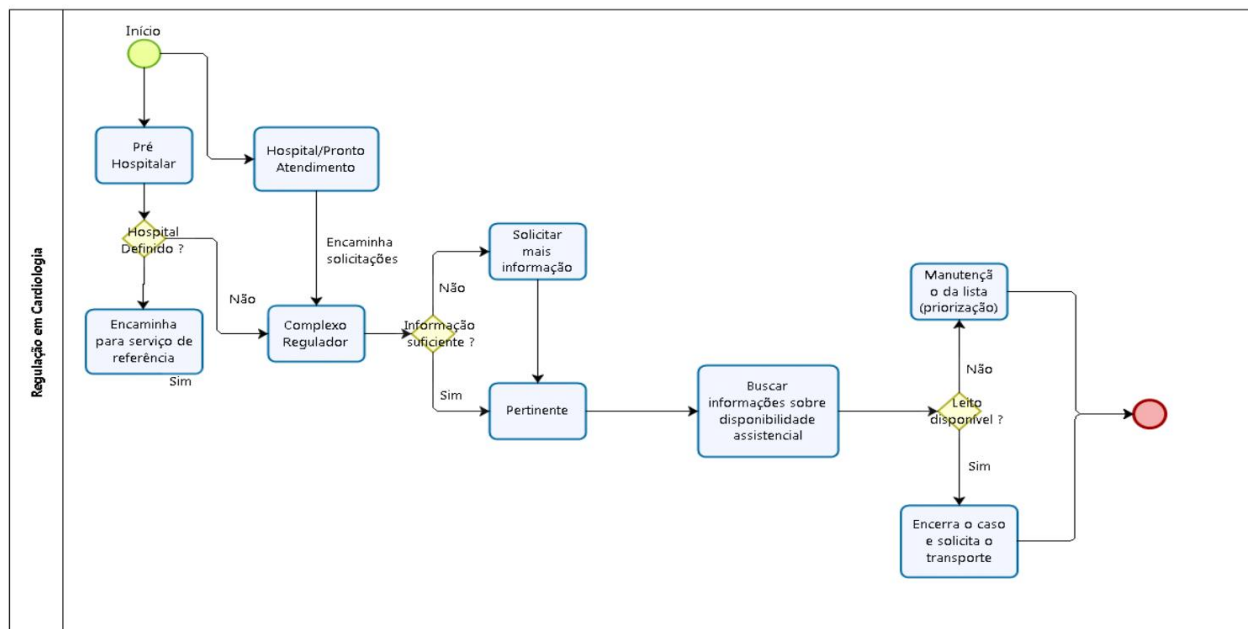 Regulação em Cardiologia
Início
Pré
Hospitalar
Hospital/Pronto
Atendimento
Hospital
Definido ?
Encaminha
solicitações
Não
Encaminha
para serviço de
referência
Sim
Complexo
Regulador
Informação
suficiente ?
Não
Solicitar
mais
informação
Sim
Pertinente
Buscar
informações sobre
disponibilidade
assistencial
Manutençã
o da lista
(priorização)
Não
Leito
disponível ?
Sim
Encerra o caso
e solicita o
transporte